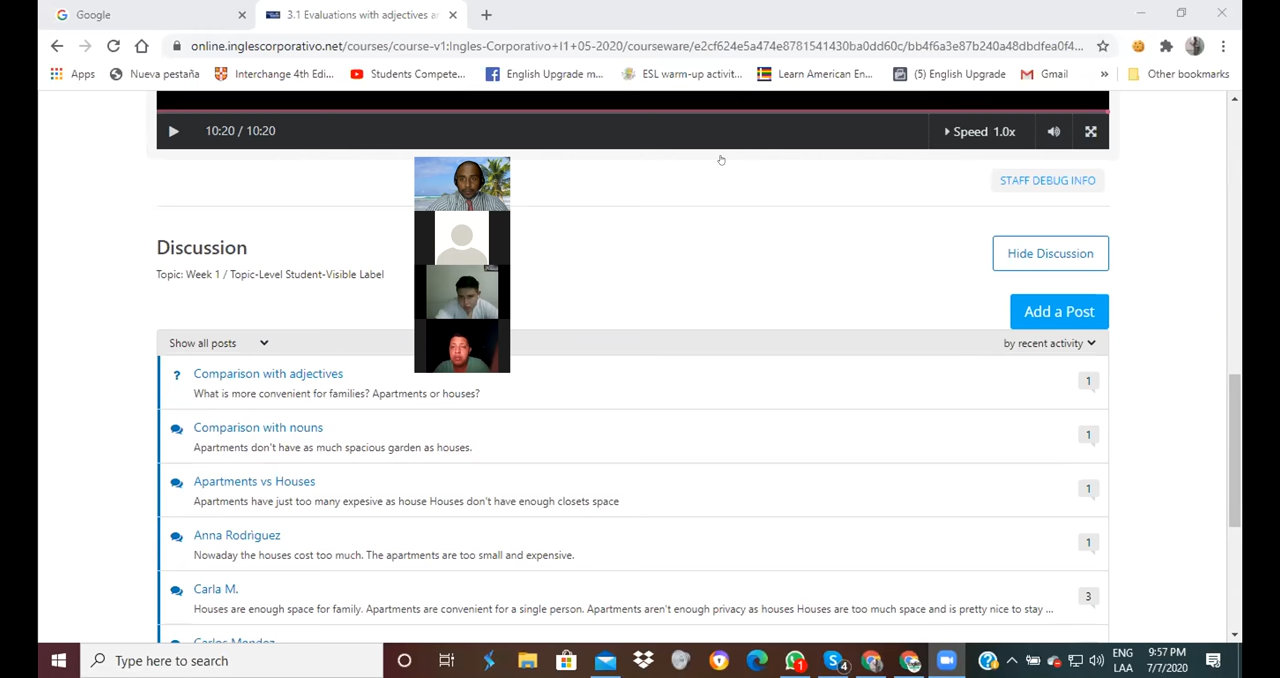 Google
3.1 Evaluations with adjectives a
online.inglescorporativo.net/courses/course-v1:Ingles-Corporativo+I1+05-2020/courseware/e2cf624e5a474e8781541430ba0dd60c/bb4f6a3e87b240a48dbdfea0f4...
Apps
Nueva pestaña
Interchange 4th Edi...
Students Compete...
English Upgrade m...
ESL warm-up activit...
Learn American En...
(5) English Upgrade
Gmail
»
Other bookmarks
10:20 / 10:20
Speed 1.0x
STAFF DEBUG INFO
Discussion
Hide Discussion
Topic: Week 1 / Topic-Level Student-Visible Label
Add a Post
Show all posts
by recent activity
? Comparison with adjectives
What is more convenient for families? Apartments or houses?
1
Comparison with nouns
Apartments don't have as much spacious garden as houses.
1
Apartments vs Houses
Apartments have just too many expesive as house Houses don't have enough closets space
1
Anna Rodriguez
Nowaday the houses cost too much. The apartments are too small and expensive.
1
Carla M.
Houses are enough space for family. Apartments are convenient for a single person. Apartments aren't enough privacy as houses Houses are too much space and is pretty nice to stay ...
3
Carlos Mendez
Type here to search
4
1
ENG
LAA
9:57 PM
7/7/2020